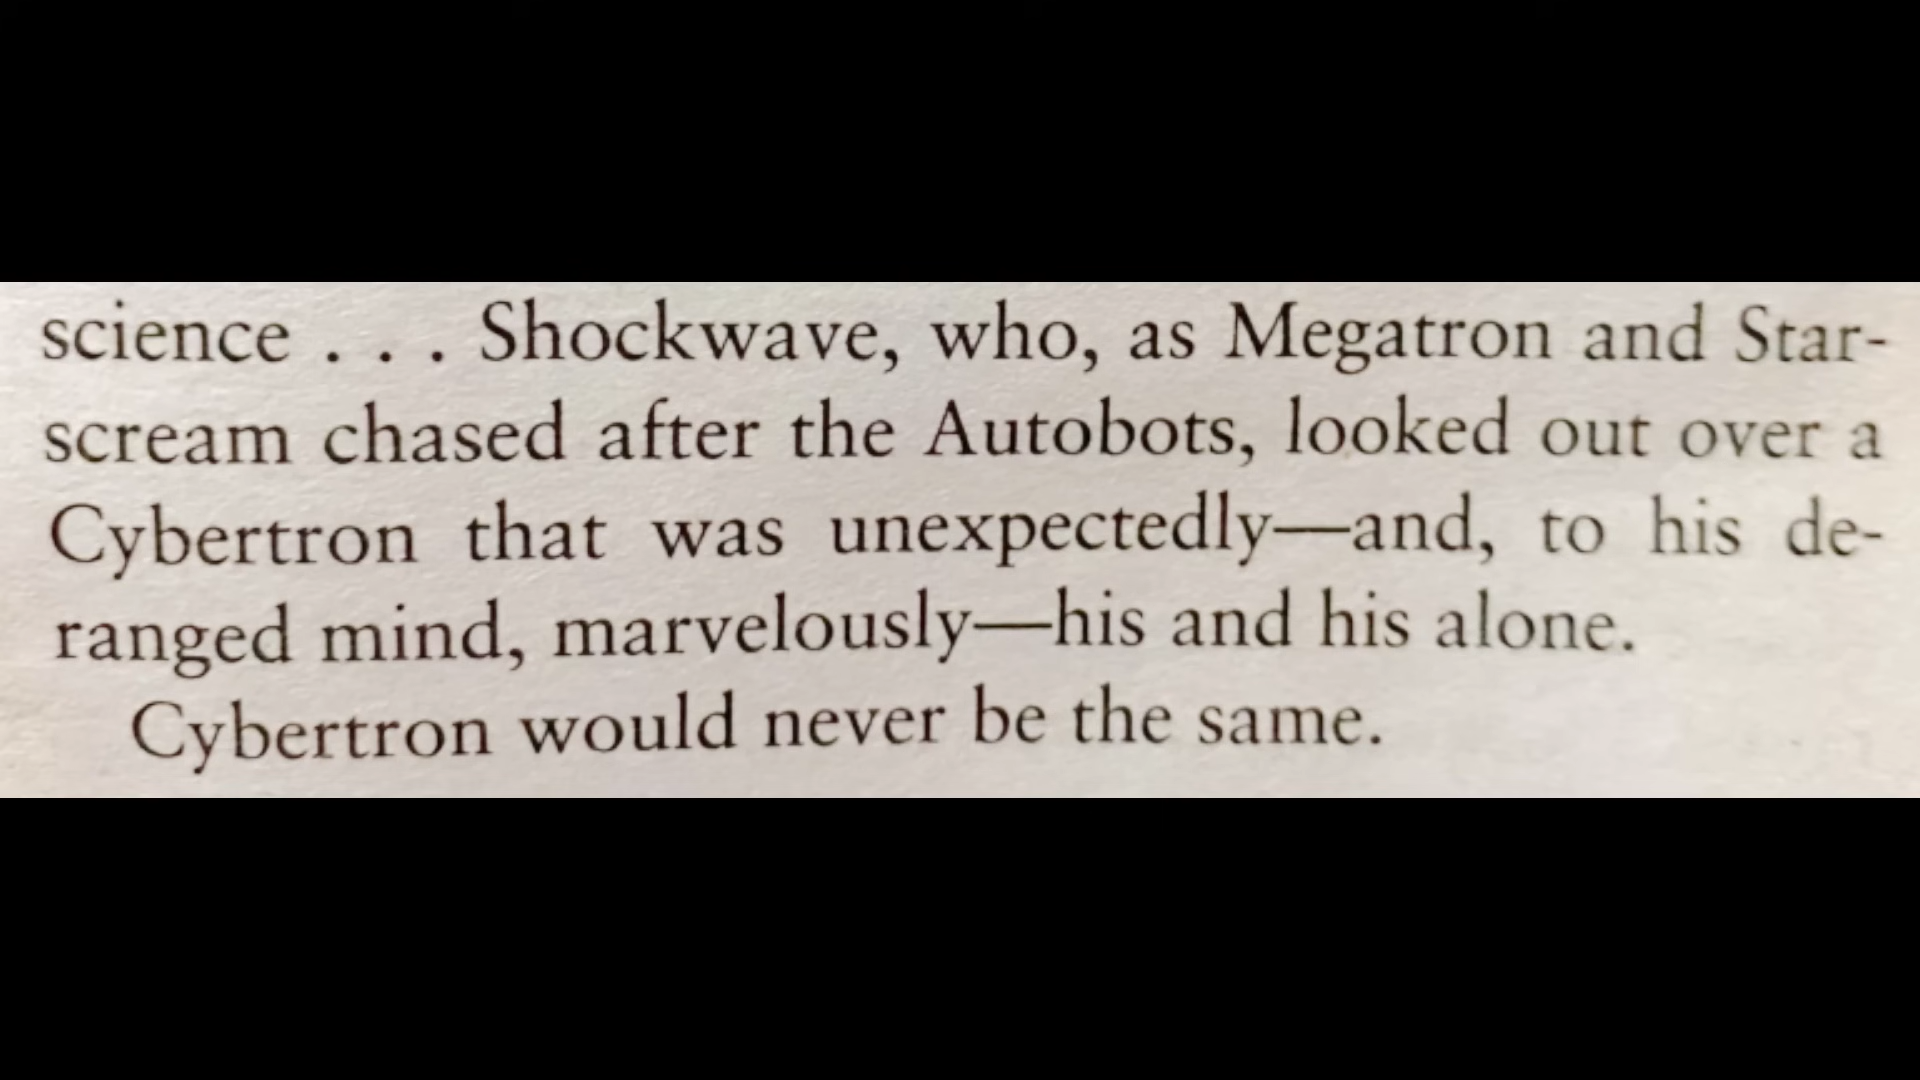 science . . . Shockwave, who, as Megatron and Star-
scream chased after the Autobots, looked out over a
Cybertron that was unexpectedly—and, to his de-
ranged mind, marvelously—his and his alone.
Cybertron would never be the same.